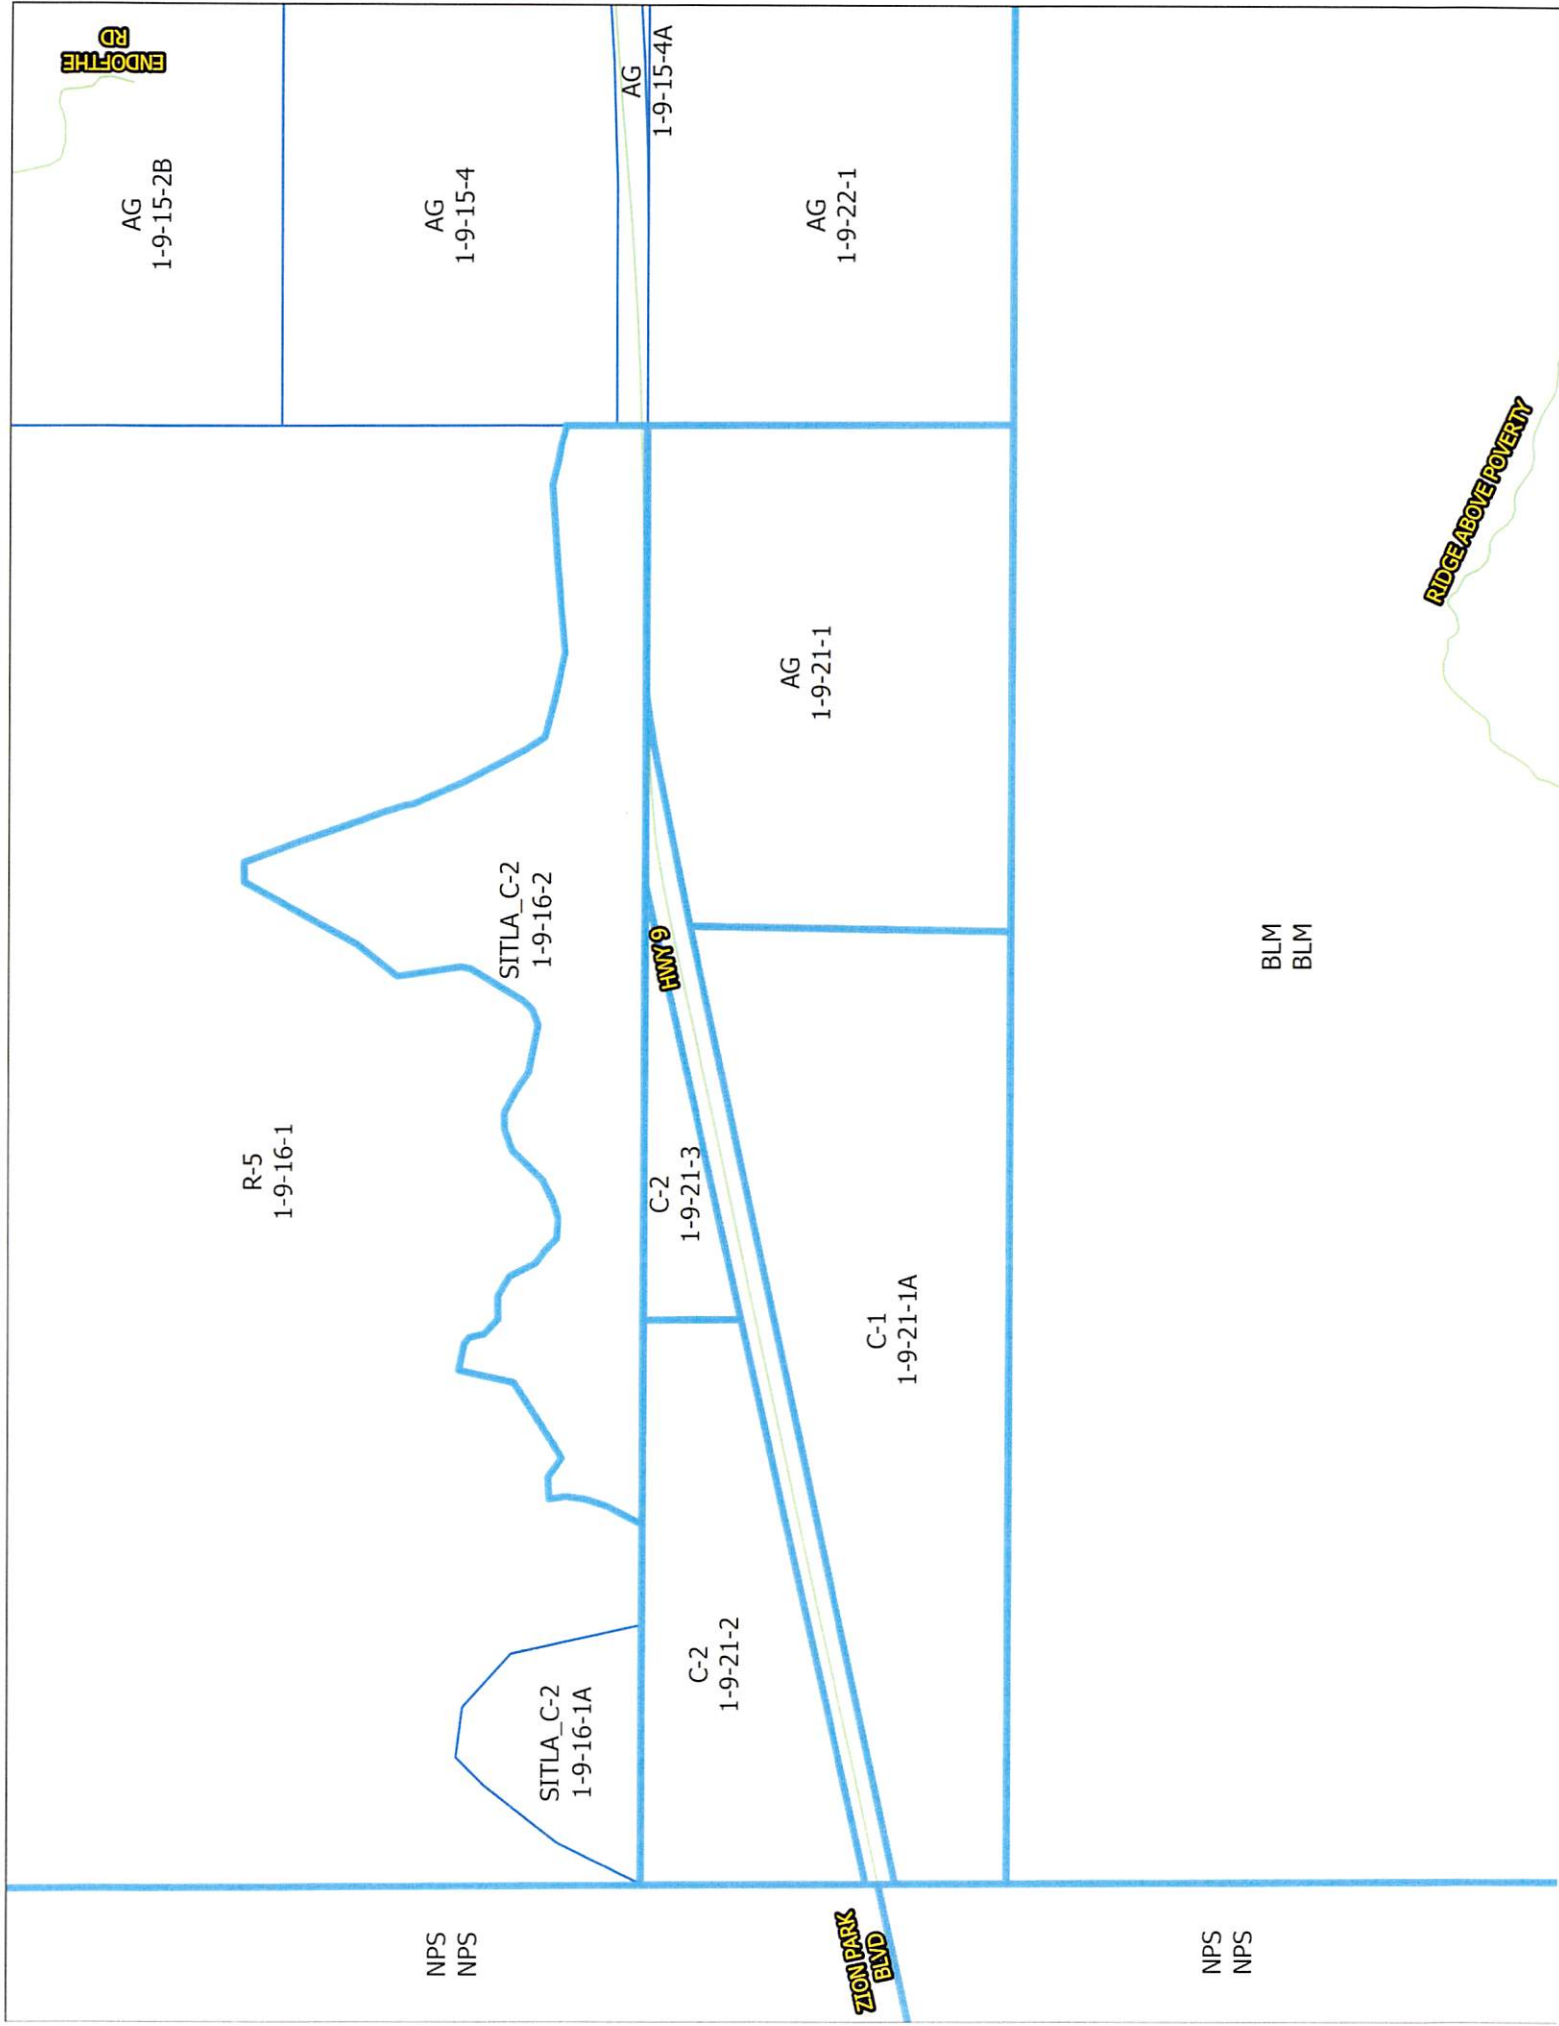 NPS
NPS
ZION PARK
BLVD
NPS
NPS
SITLA_C-2
1-9-16-1A
C-2
1-9-21-2
R-5
1-9-16-1
C-2
1-9-21-3
C-1
1-9-21-1A
SITLA_C-2
1-9-16-2
HWY 9
BLM
BLM
AG
1-9-21-1
RIDGE ABOVE POVERTY
AG
1-9-15-2B
AG
1-9-15-4
AG
1-9-22-1
AG
1-9-15-4A
ENDOFTHE
RD